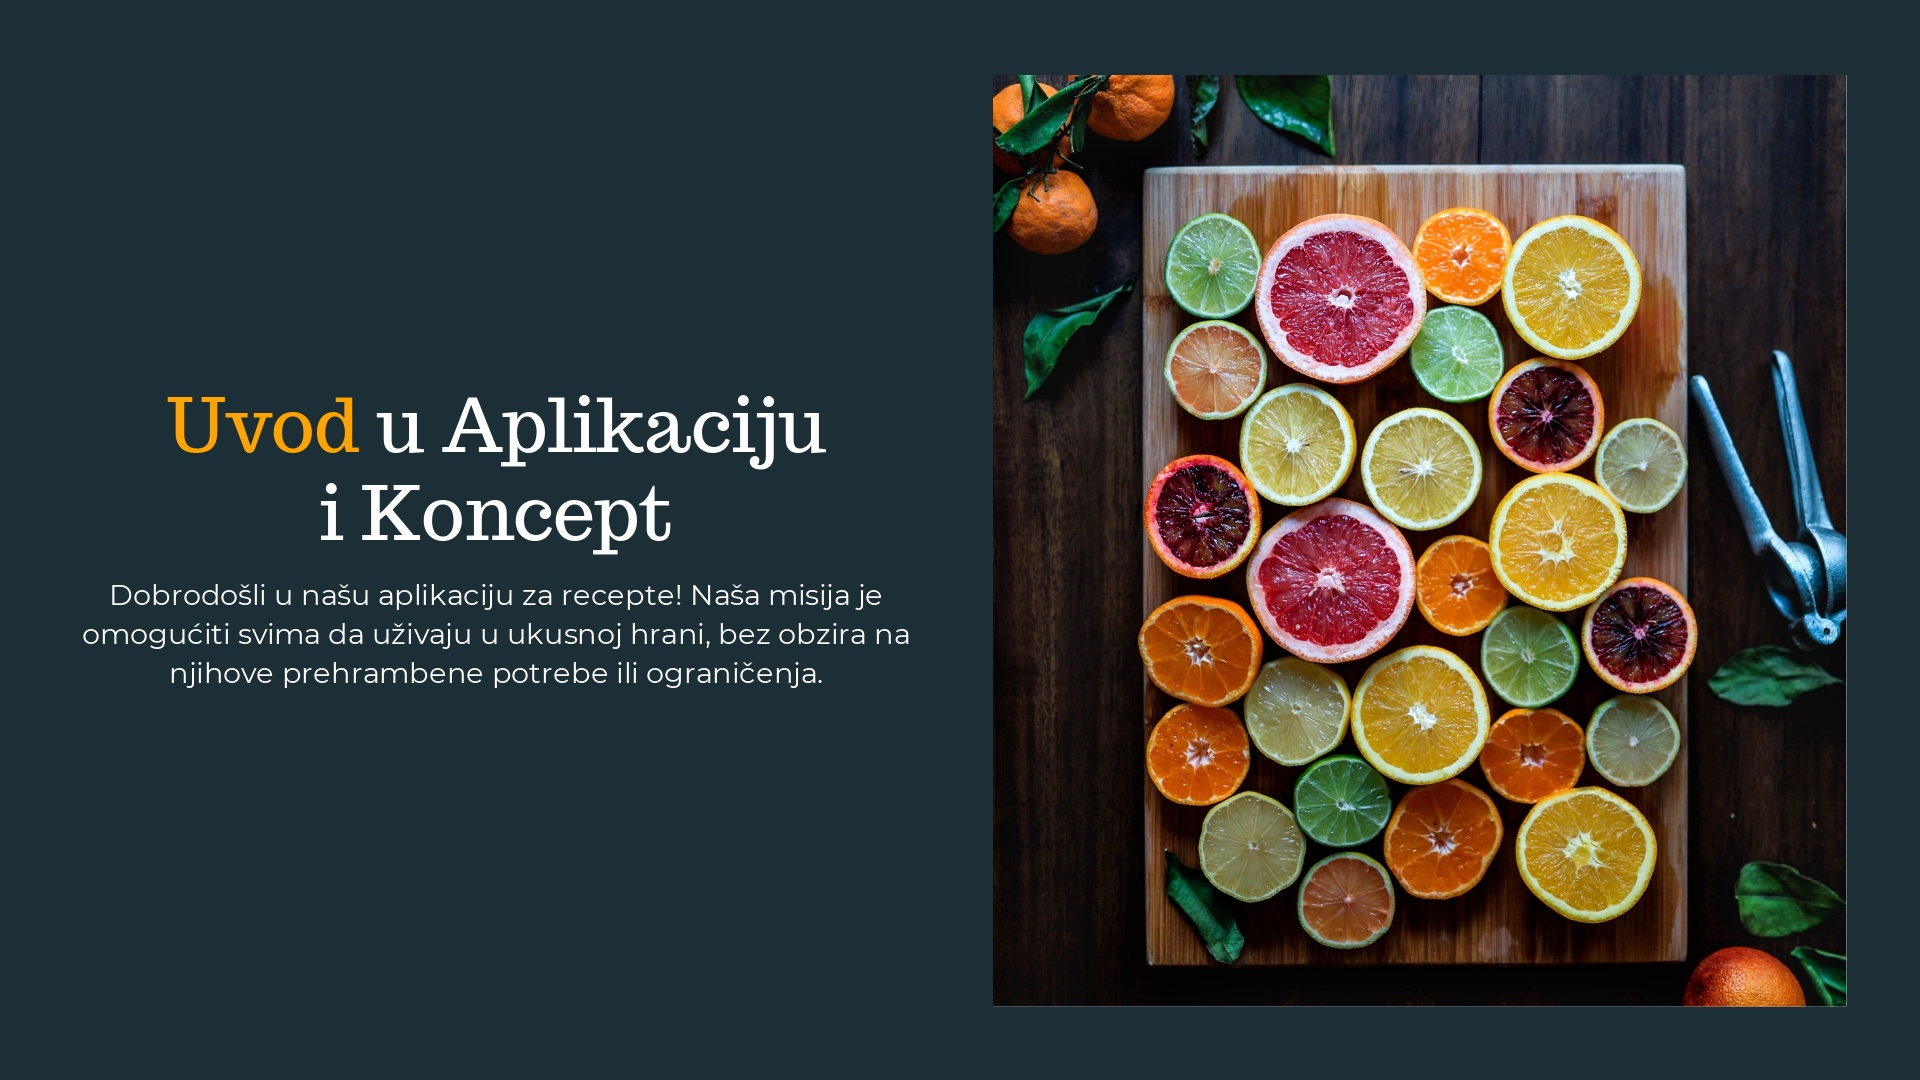 Uvod u Aplikaciju
i Koncept
Dobrodošli u našu aplikaciju za recepte! Naša misija je
omogućiti svima da uživaju u ukusnoj hrani, bez obzira na
njihove prehrambene potrebe ili ograničenja.